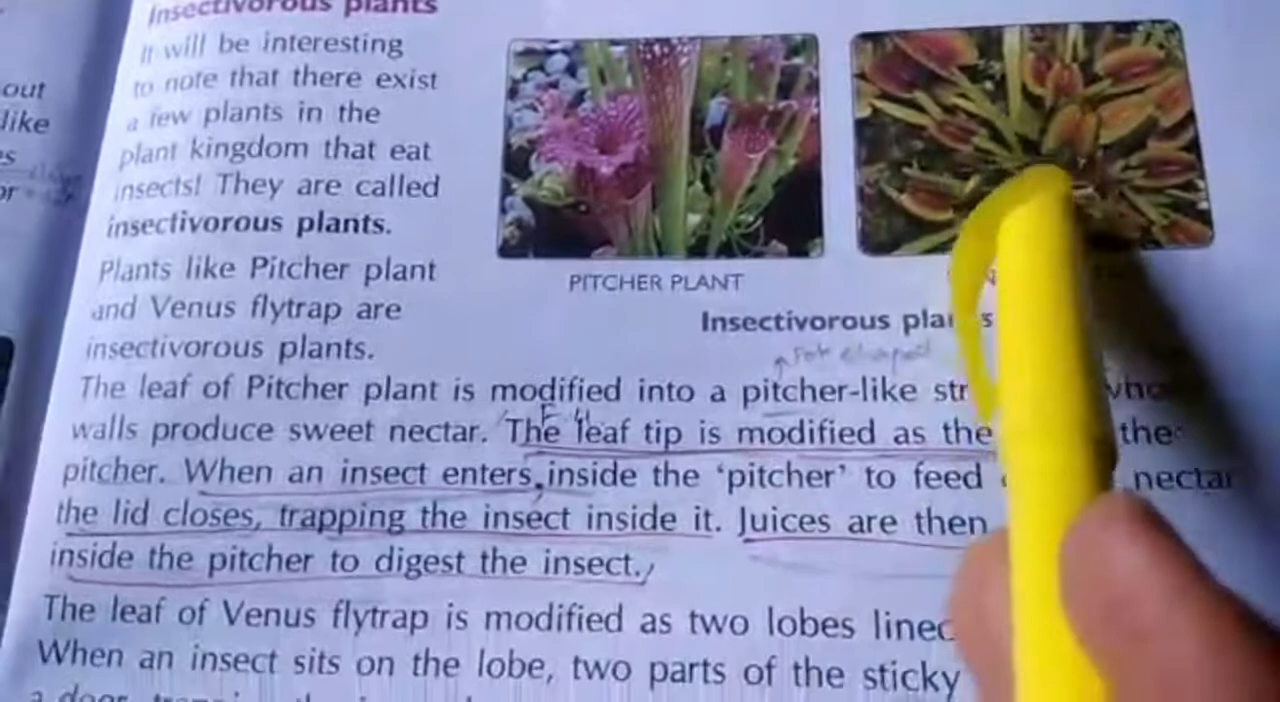 out
like
Insectivorous plants
It will be interesting
to note that there exist
a few plants in the
plant kingdom that eat
insects! They are called
insectivorous plants.
Plants like Pitcher plant
and Venus flytrap are
insectivorous plants.
PITCHER PLANT
Insectivorous plants
The leaf of Pitcher plant is modified into a pitcher-like
walls produce sweet nectar. The leaf tip is modified as the the
pitcher. When an insect enters, inside the ‘pitcher’ to feed nectar
the lid closes, trapping the insect inside it. Juices are then
inside the pitcher to digest the insect.
The leaf of Venus flytrap is modified as two lobes
When an insect sits on the lobe, two parts of the sticky